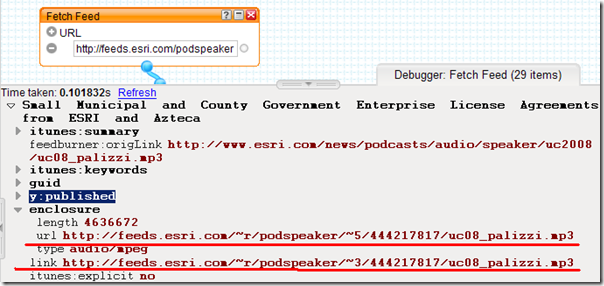 Fetch Feed
URL
http://feeds.esri.com/podspeaker
Debugger: Fetch Feed (29 items)
Time taken: 0.101832s Refresh
Small Municipal and County Government Enterprise License Agreements
from ESRI and Azteca
itunes:summary
feedburner:origLink http://www.esri.com/news/podcasts/audio/speaker/uc2008
/uc08_palizzi.mp3
itunes:keywords
guid
y:published
enclosure
length 4636672
url http://feeds.esri.com/~r/podspeaker/~5/444217817/uc08_palizzi.mp3
type audio/mpeg
link http://feeds.esri.com/~r/podspeaker/~3/444217817/uc08_palizzi.mp3
itunes:explicit no